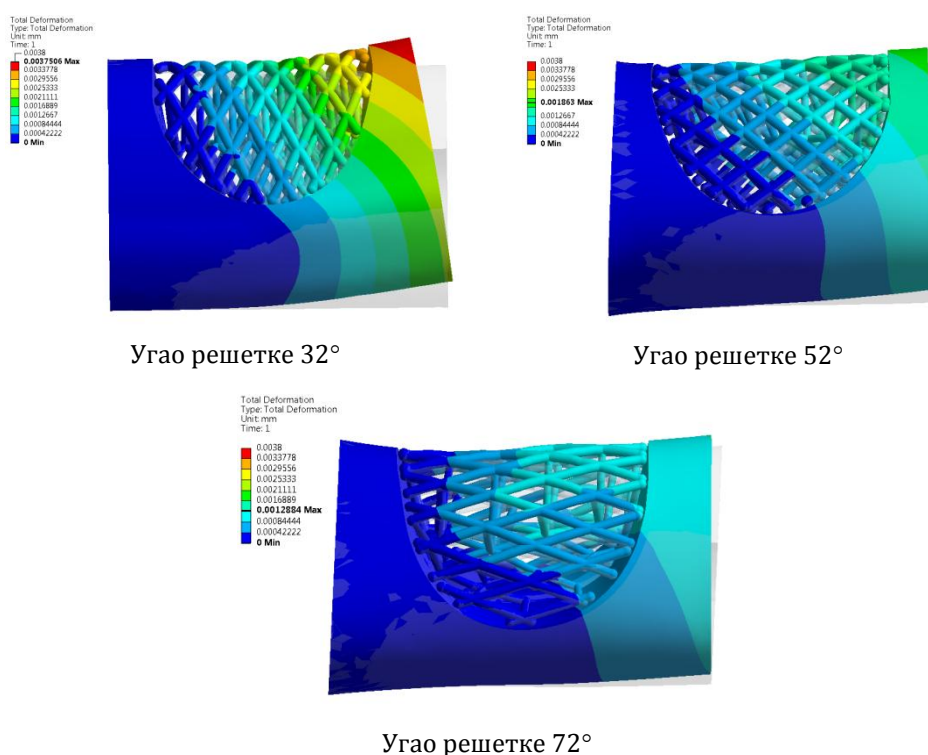 Total Deformation
Type: Total Deformation
Unit: mm
Time: 1
0.0038
0.0037506 Max
0.0033778
0.0029556
0.0025333
0.0021111
0.0016889
0.0012667
0.00084444
0.00042222
0 Min
Угао решетке 32°
Total Deformation
Type: Total Deformation
Unit: mm
Time: 1
0.0038
0.0033778
0.0029556
0.0025333
0.0021111
0.001863 Max
0.0012667
0.00084444
0.00042222
0 Min
Угао решетке 52°
Total Deformation
Type: Total Deformation
Unit: mm
Time: 1
0.0038
0.0033778
0.0029556
0.0025333
0.0021111
0.0016889
0.0012884 Max
0.00084444
0.00042222
0 Min
Угао решетке 72°